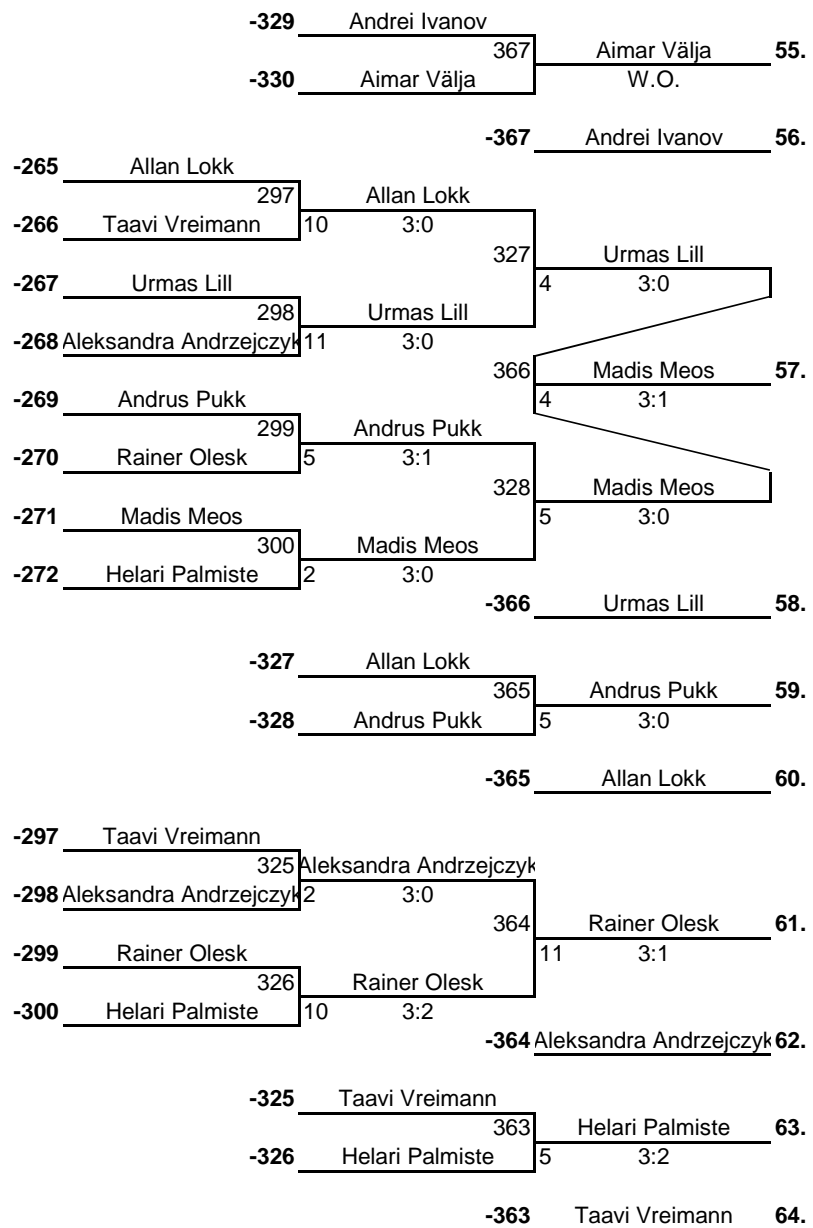 -329 Andrei Ivanov
367 Aimar Välja 55.
-330 Aimar Välja W.O.
-367 Andrei Ivanov 56.
-265 Allan Lokk
297 Allan Lokk
-266 Taavi Vreimann 10 3:0
327 Urmas Lill
-267 Urmas Lill 4 3:0
298 Urmas Lill
-268 Aleksandra Andrzejczyk 11 3:0
366 Madis Meos 57.
-269 Andrus Pukk 4 3:1
299 Andrus Pukk
-270 Rainer Olesk 5 3:1
328 Madis Meos
-271 Madis Meos 5 3:0
300 Madis Meos
-272 Helari Palmiste 2 3:0
-366 Urmas Lill 58.
-327 Allan Lokk
365 Andrus Pukk 59.
-328 Andrus Pukk 5 3:0
-365 Allan Lokk 60.
-297 Taavi Vreimann
325 Aleksandra Andrzejczyk
-298 Aleksandra Andrzejczyk 2 3:0
364 Rainer Olesk 61.
-299 Rainer Olesk 11 3:1
326 Rainer Olesk
-300 Helari Palmiste 10 3:2
-364 Aleksandra Andrzejczyk 62.
-325 Taavi Vreimann
363 Helari Palmiste 63.
-326 Helari Palmiste 5 3:2
-363 Taavi Vreimann 64.